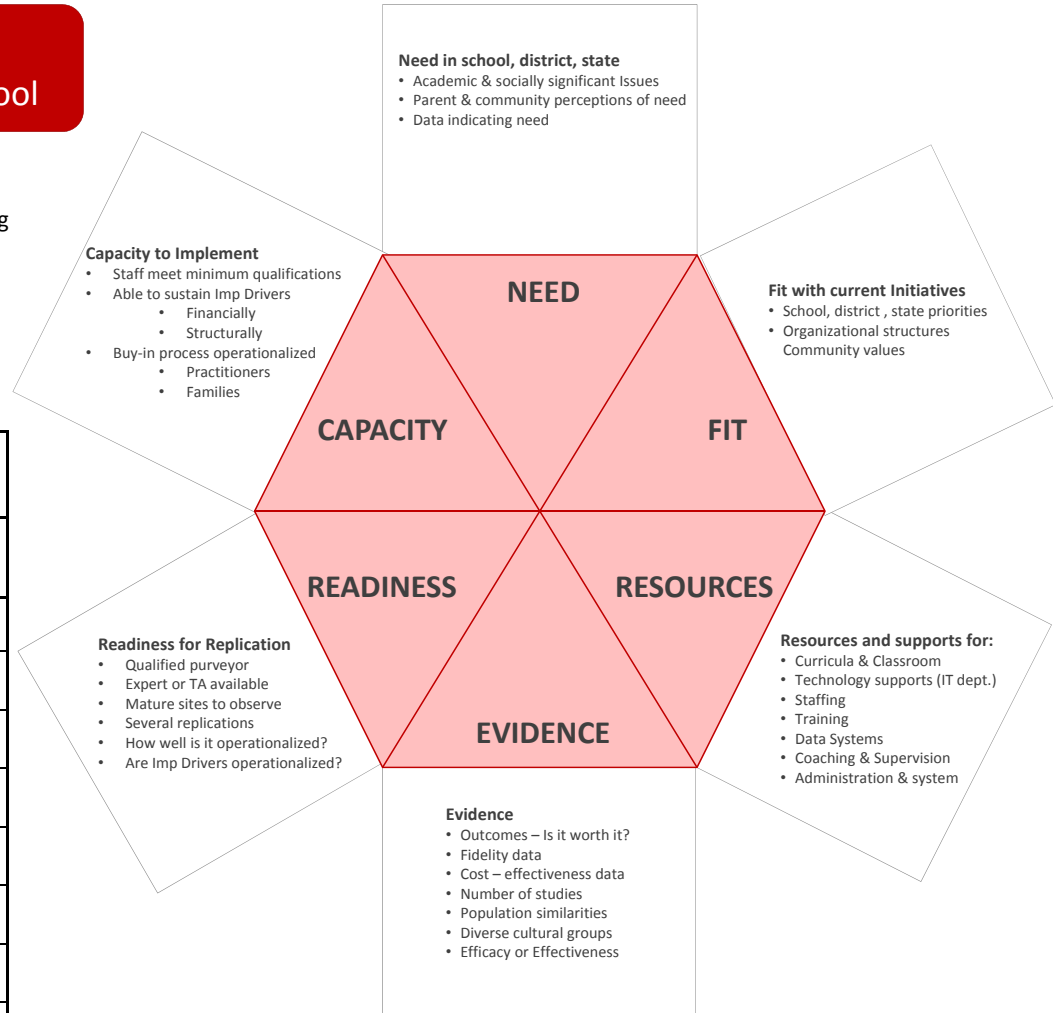 ool
g
Need in school, district, state
• Academic & socially significant Issues
• Parent & community perceptions of need
• Data indicating need
Capacity to Implement
• Staff meet minimum qualifications
• Able to sustain Imp Drivers
• Financially
• Structurally
• Buy-in process operationalized
• Practitioners
• Families
Fit with current Initiatives
• School, district , state priorities
• Organizational structures
Community values
NEED
CAPACITY
FIT
READINESS
RESOURCES
EVIDENCE
Readiness for Replication
• Qualified purveyor
• Expert or TA available
• Mature sites to observe
• Several replications
• How well is it operationalized?
• Are Imp Drivers operationalized?
Resources and supports for:
• Curricula & Classroom
• Technology supports (IT dept.)
• Staffing
• Training
• Data Systems
• Coaching & Supervision
• Administration & system
Evidence
• Outcomes – Is it worth it?
• Fidelity data
• Cost – effectiveness data
• Number of studies
• Population similarities
• Diverse cultural groups
• Efficacy or Effectiveness